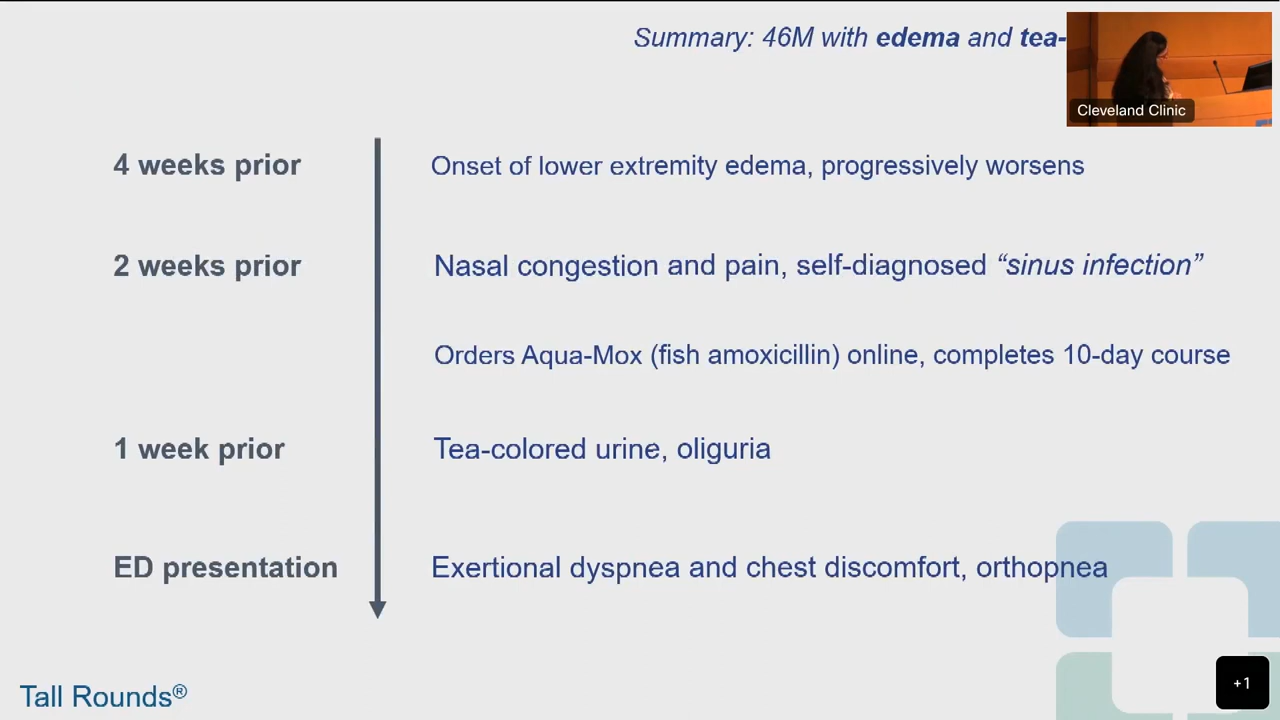 Summary: 46M with edema and tea-
Cleveland Clinic
4 weeks prior
Onset of lower extremity edema, progressively worsens
2 weeks prior
Nasal congestion and pain, self-diagnosed “sinus infection”
Orders Aqua-Mox (fish amoxicillin) online, completes 10-day course
1 week prior
Tea-colored urine, oliguria
ED presentation
Exertional dyspnea and chest discomfort, orthopnea
Tall Rounds®
+1